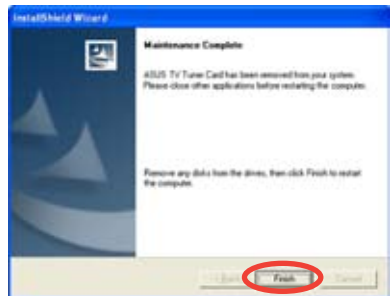 InstallShield Wizard
Maintenance Complete
ASUS TV Tuner Card has been removed from your system.
Please close other applications before restarting the computer.
Remove any disks from the drives, then click Finish to restart
the computer.
< Back
Finish
Cancel